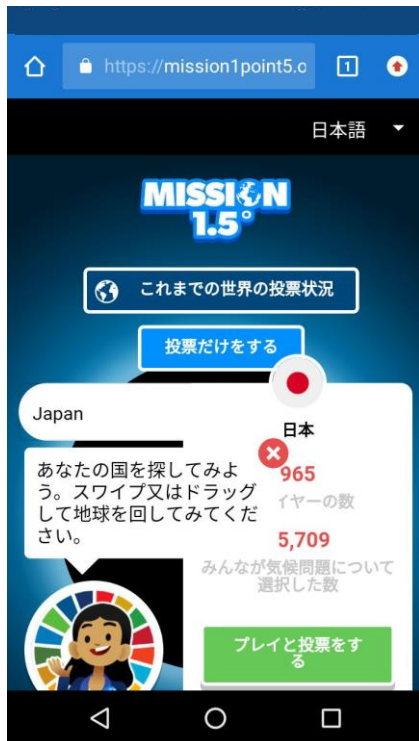 https://mission1point5.o
1
日本語
MISSION
1.5°
これまでの世界の投票状況
投票だけをする
Japan
日本
あなたの国を探してみよ
う。スワイプ又はドラッグ
して地球を回してみてくだ
さい。
965
イヤーの数
5,709
みんなが気候問題について
選択した数
プレイと投票をす
る